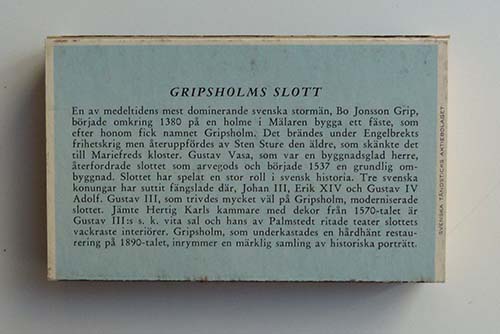 GRIPSHOLMS SLOTT
En av medeltidens mest dominerande svenska stormän, Bo Jonsson Grip,
började omkring 1380 på en holme i Mälaren bygga ett fäste, som
efter honom fick namnet Gripsholm. Det brändes under Engelbrekts
frihetskrig men återuppfördes av Sten Sture den äldre, som skänkte det
till Mariefreds kloster. Gustav Vasa, som var en byggnadsglad herre,
återfordrade slottet som arvegods och började 1537 en grundlig om-
byggnad. Slottet har spelat en stor roll i svensk historia. Tre svenska
konungar har suttit fängslade där, Johan III, Erik XIV och Gustav IV
Adolf. Gustav III, som trivdes mycket väl på Gripsholm, moderniserade
slottet. Jämte Hertig Karls kammare med dekor från 1570-talet är
Gustav III:s s. k. vita sal och hans av Palmstedt ritade teater slottets
vackraste interiörer. Gripsholm, som underkastades en hårdhänt restau-
rering på 1890-talet, inrymmer en märklig samling av historiska porträtt.
SVENSKA TÄNDSTICKS AKTIEBOLAGET